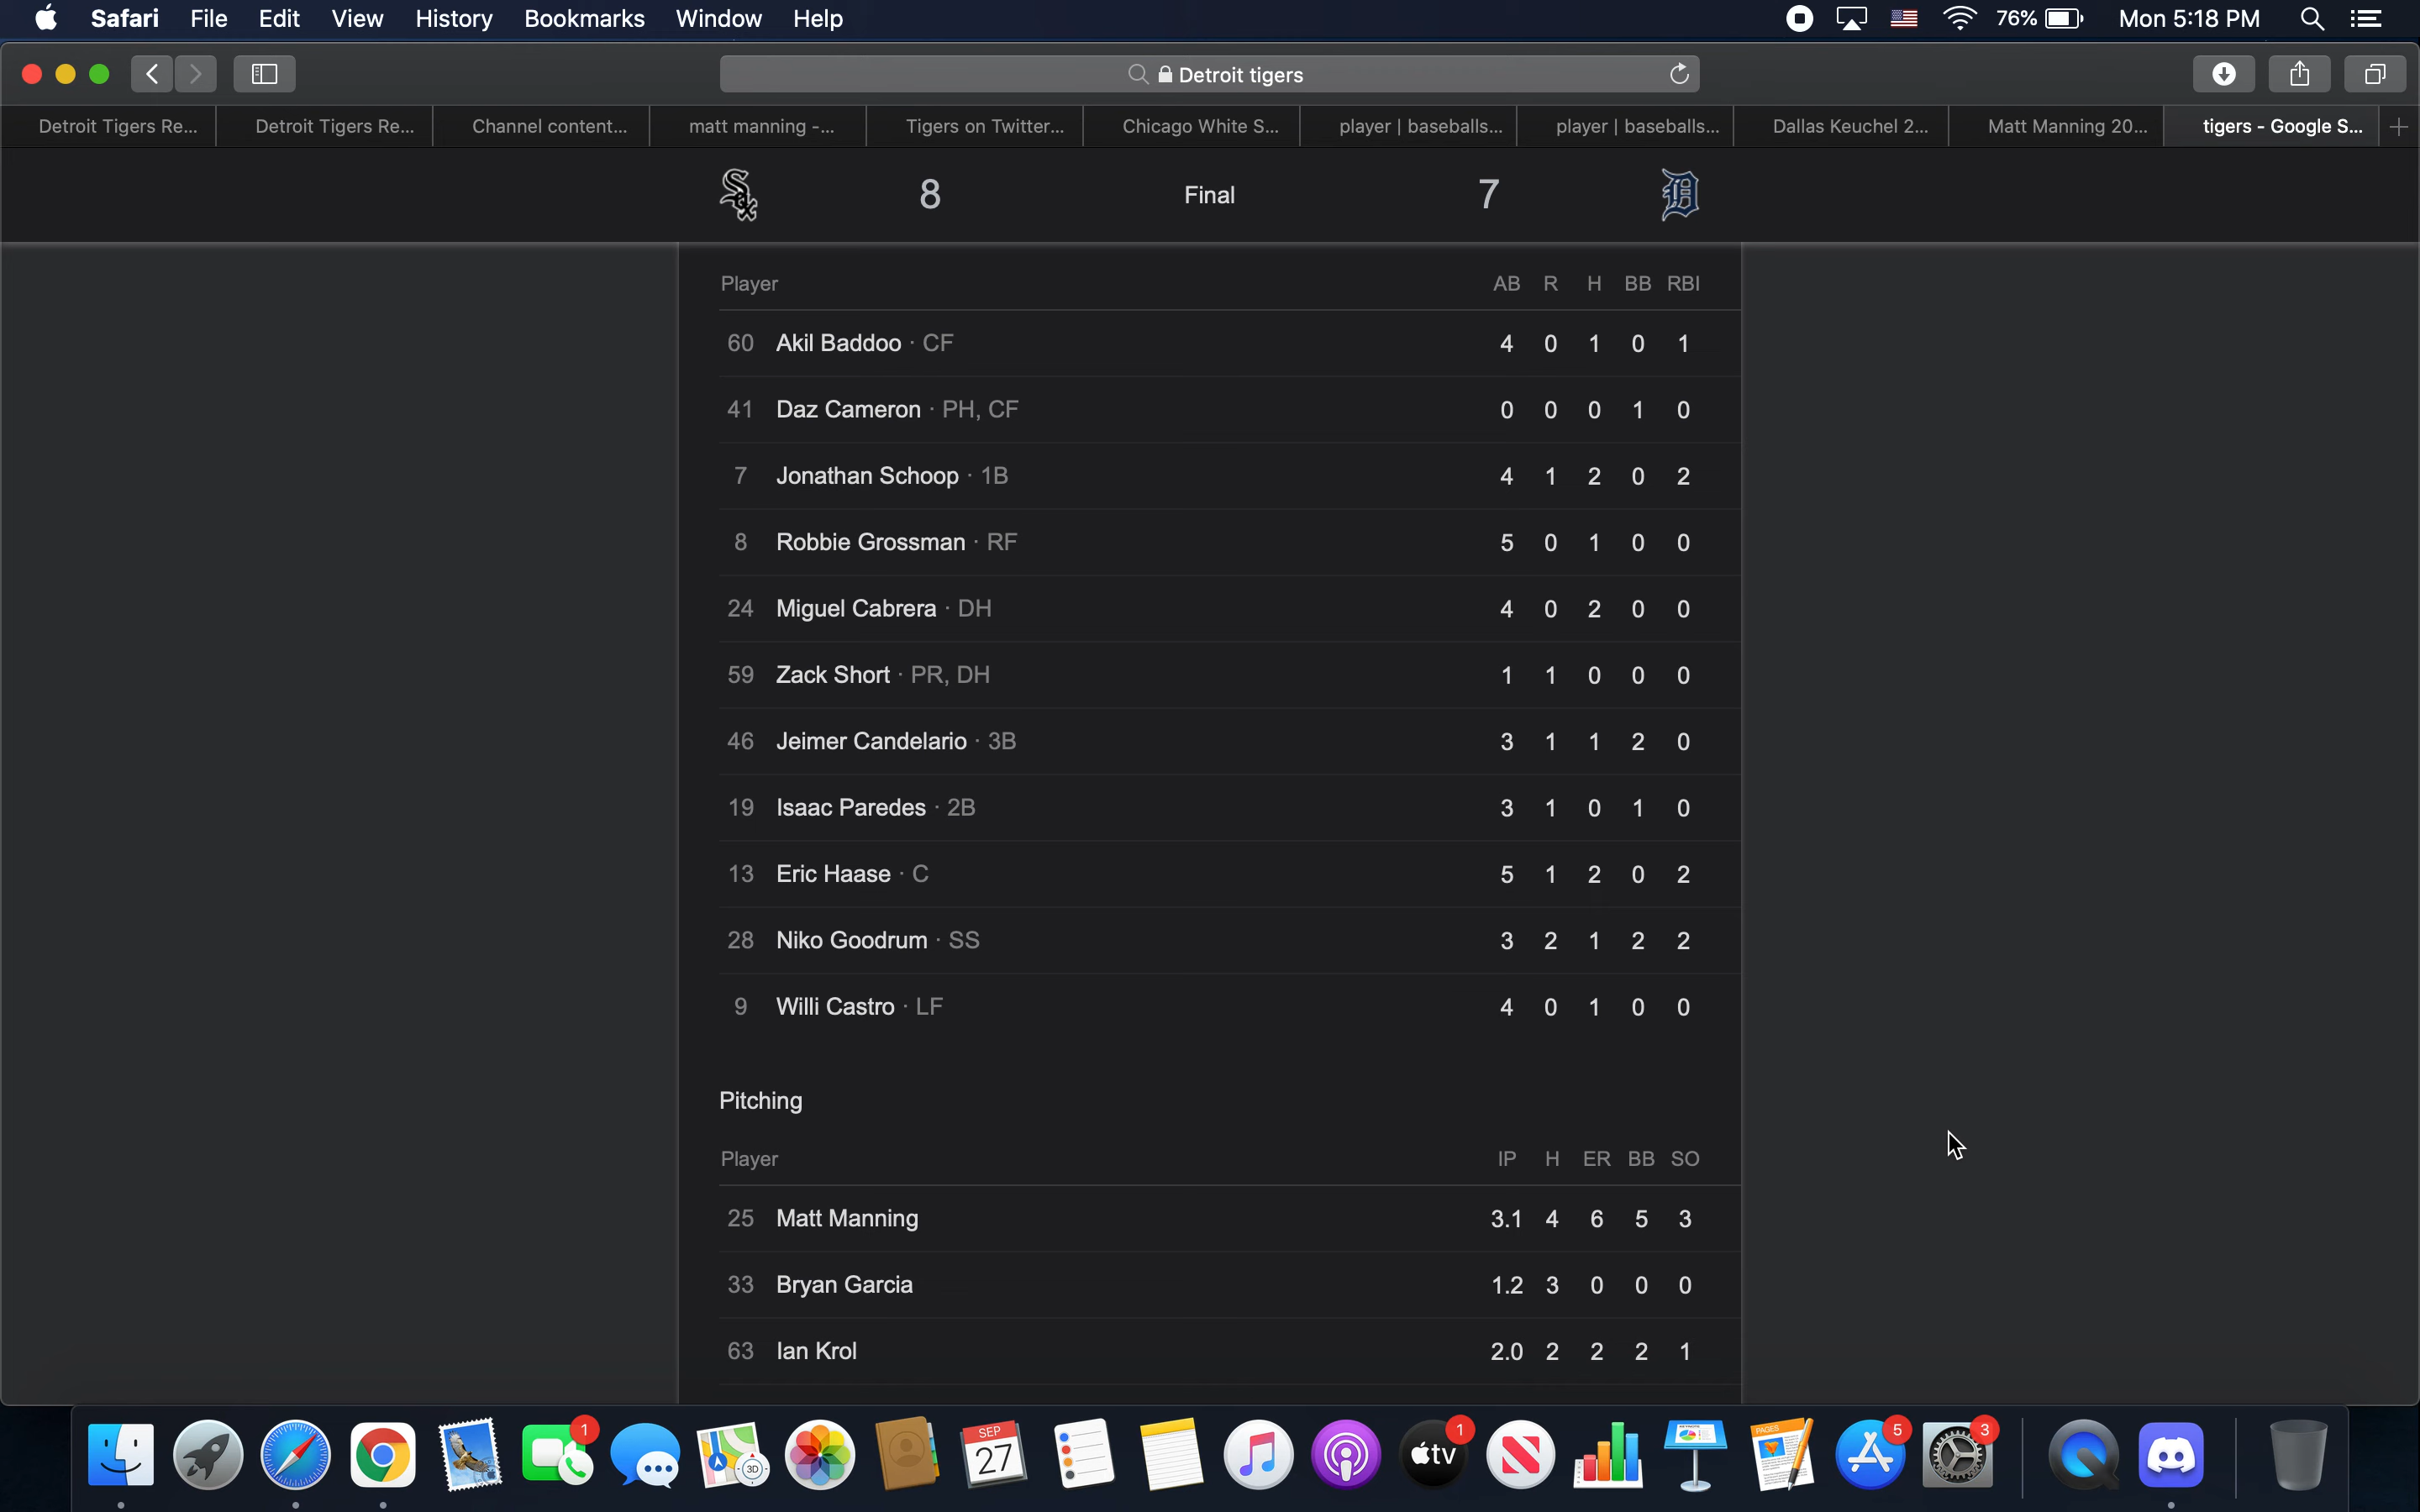 Safari File Edit View History Bookmarks Window Help 76% Mon 5:18 PM
Detroit tigers
Detroit Tigers Re... Detroit Tigers Re... Channel content... matt manning -... Tigers on Twitter... Chicago White S... player | baseballs... player | baseballs... Dallas Keuchel 2... Matt Manning 20... tigers - Google S...
Sox 8 Final 7 D
Player AB R H BB RBI
60 Akil Baddoo · CF 4 0 1 0 1
41 Daz Cameron · PH, CF 0 0 0 1 0
7 Jonathan Schoop · 1B 4 1 2 0 2
8 Robbie Grossman · RF 5 0 1 0 0
24 Miguel Cabrera · DH 4 0 2 0 0
59 Zack Short · PR, DH 1 1 0 0 0
46 Jeimer Candelario · 3B 3 1 1 2 0
19 Isaac Paredes · 2B 3 1 0 1 0
13 Eric Haase · C 5 1 2 0 2
28 Niko Goodrum · SS 3 2 1 2 2
9 Willi Castro · LF 4 0 1 0 0
Pitching
Player IP H ER BB SO
25 Matt Manning 3.1 4 6 5 3
33 Bryan Garcia 1.2 3 0 0 0
63 Ian Krol 2.0 2 2 2 1
1 3D SEP 27 1 tv PAGES 5 3